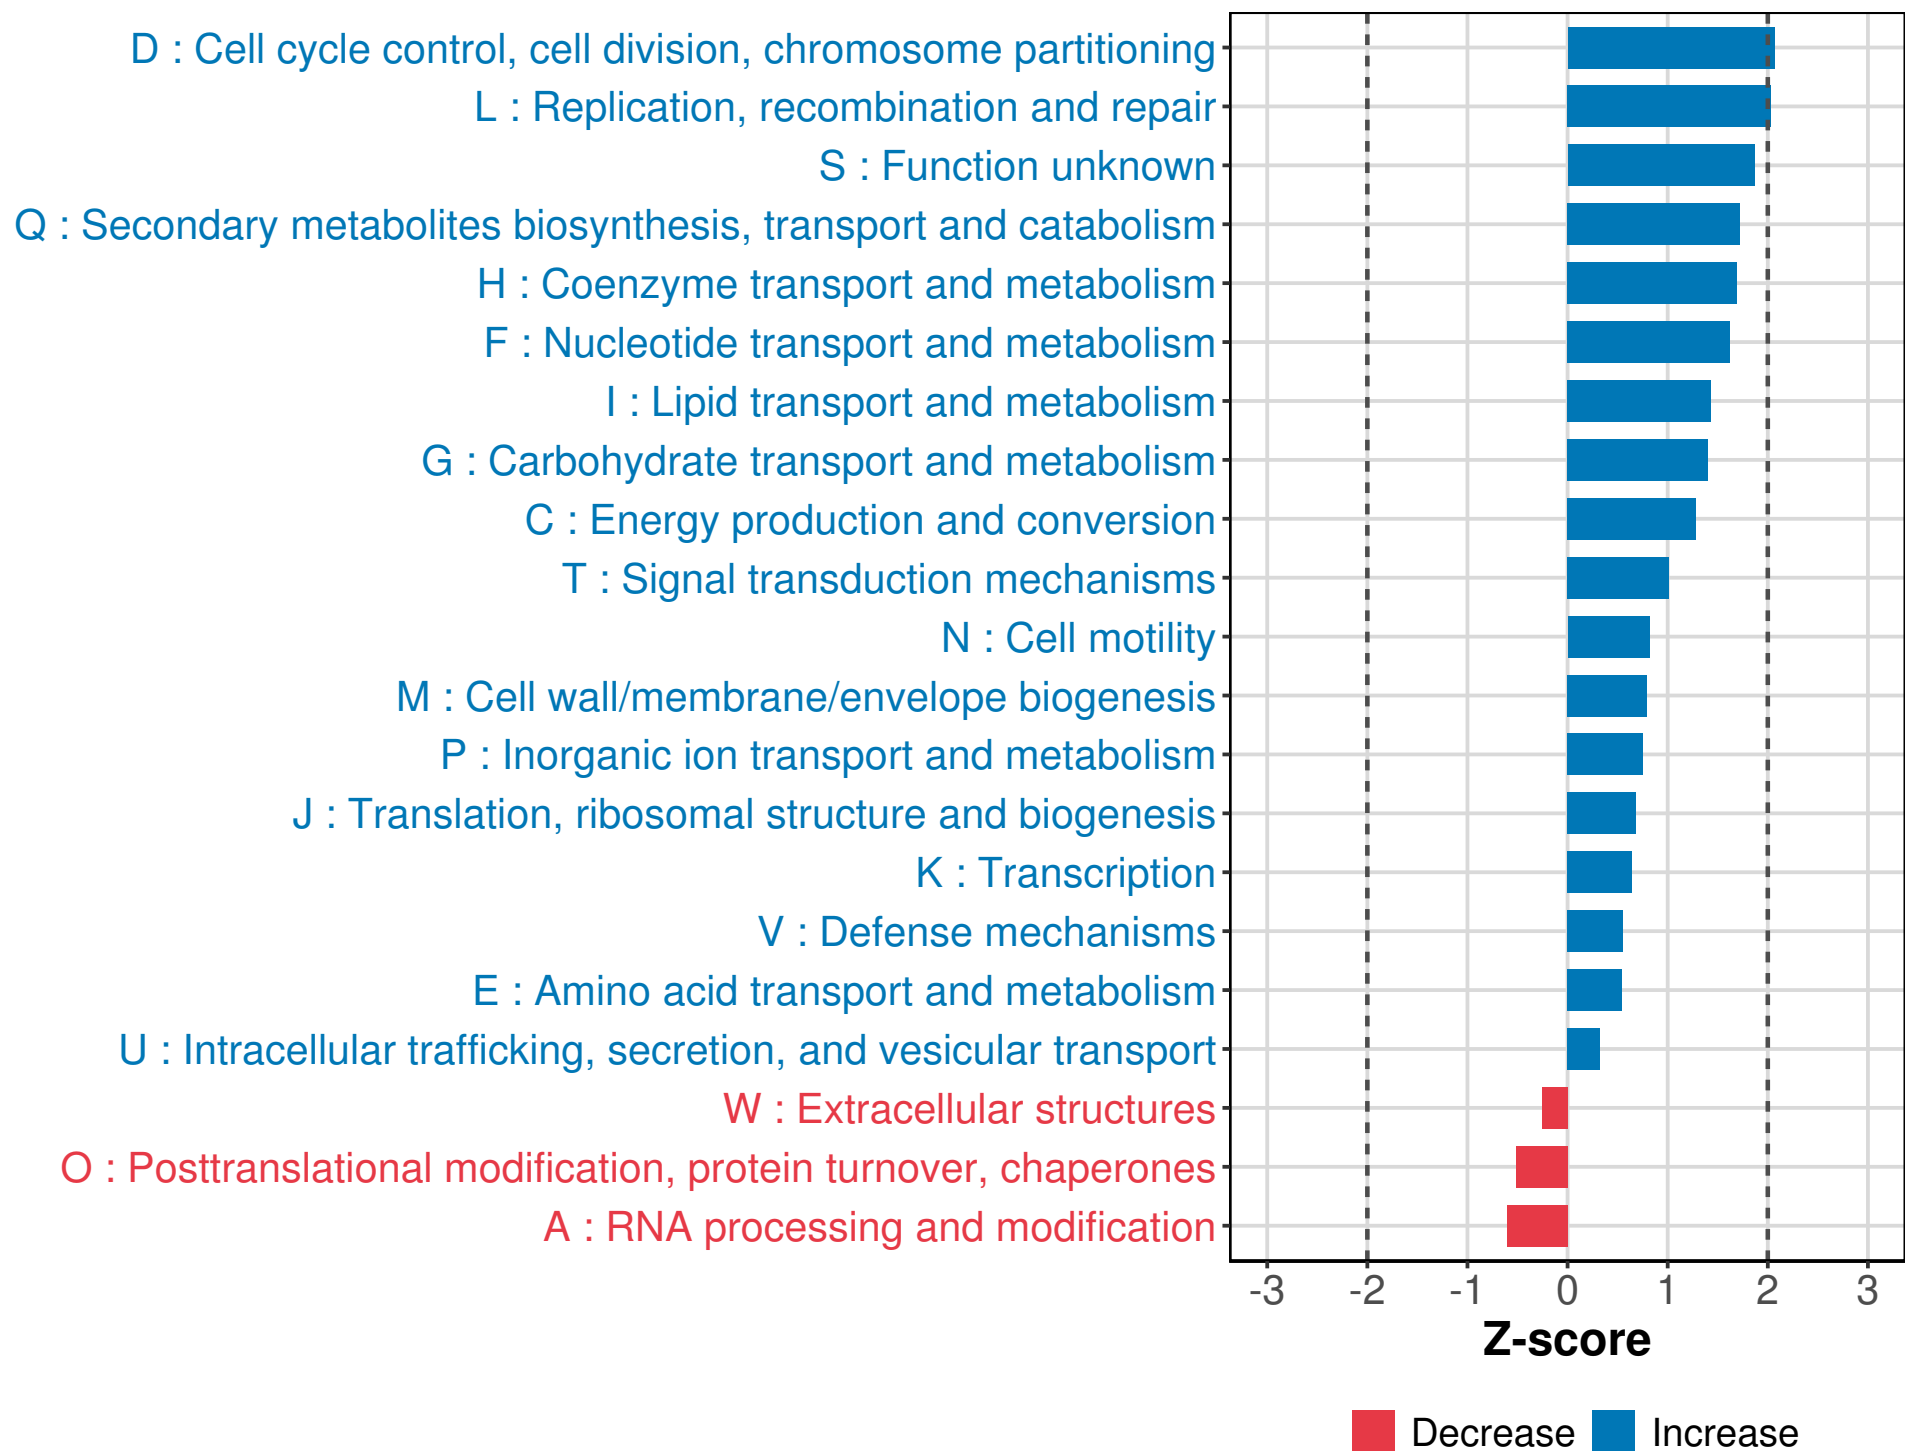 D : Cell cycle control, cell division, chromosome partitioning
L : Replication, recombination and repair
S : Function unknown
Q : Secondary metabolites biosynthesis, transport and catabolism
H : Coenzyme transport and metabolism
F : Nucleotide transport and metabolism
I : Lipid transport and metabolism
G : Carbohydrate transport and metabolism
C : Energy production and conversion
T : Signal transduction mechanisms
N : Cell motility
M : Cell wall/membrane/envelope biogenesis
P : Inorganic ion transport and metabolism
J : Translation, ribosomal structure and biogenesis
K : Transcription
V : Defense mechanisms
E : Amino acid transport and metabolism
U : Intracellular trafficking, secretion, and vesicular transport
W : Extracellular structures
O : Posttranslational modification, protein turnover, chaperones
A : RNA processing and modification
-3 -2 -1 0 1 2 3
Z-score
Decrease Increase